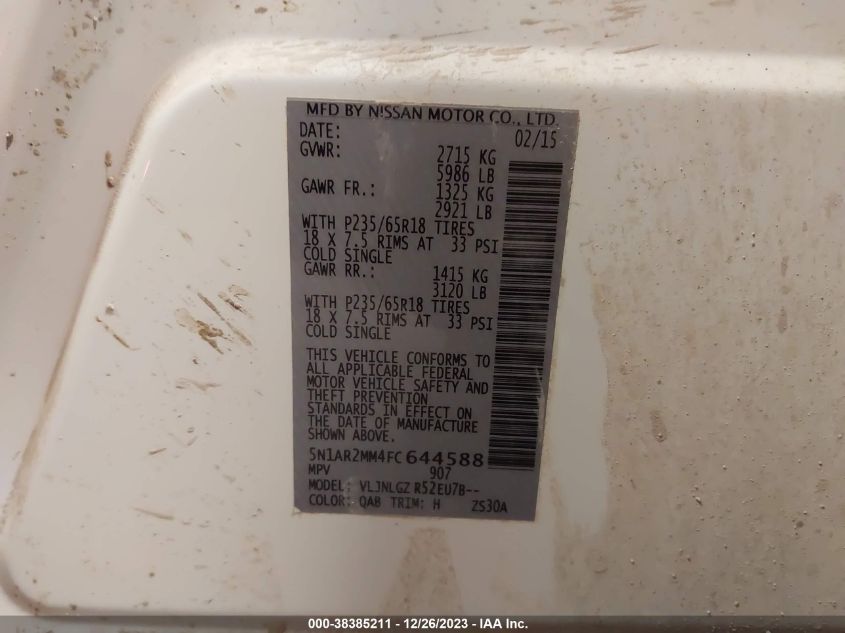 MFD BY NISSAN MOTOR CO., LTD.
DATE: 02/15
GVWR: 2715 KG
5986 LB
GAWR FR.: 1325 KG
2921 LB
WITH P235/65R18 TIRES
18 X 7.5 RIMS AT 33 PSI
COLD SINGLE
GAWR RR.: 1415 KG
3120 LB
WITH P235/65R18 TIRES
18 X 7.5 RIMS AT 33 PSI
COLD SINGLE
THIS VEHICLE CONFORMS TO
ALL APPLICABLE FEDERAL
MOTOR VEHICLE SAFETY AND
THEFT PREVENTION
STANDARDS IN EFFECT ON
THE DATE OF MANUFACTURE
SHOWN ABOVE.
5N1AR2MM4FC644588
MPV 907
MODEL: VLJNLGZ R52EU7B--
COLOR: QAB TRIM: H ZS30A
000-38385211 - 12/26/2023 - IAA Inc.